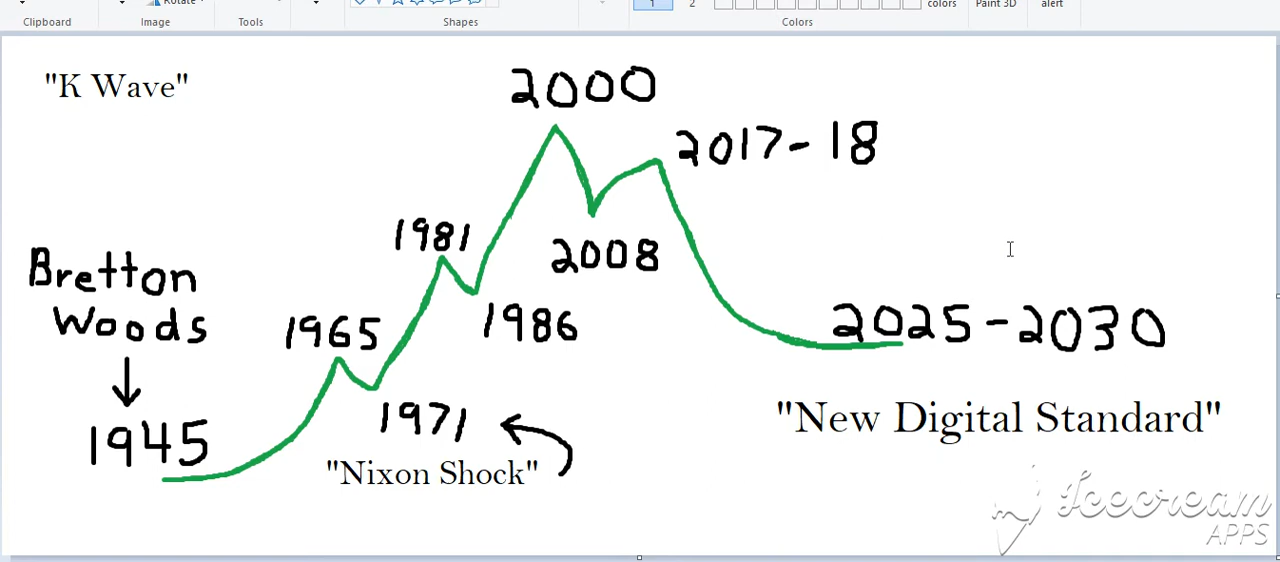 Rotate
1
2
colors
Paint 3D
alert
Clipboard
Image
Tools
Shapes
Colors
"K Wave"
2000
2017-18
1981
2008
Bretton
Woods
1965
1986
2025-2030
1945
1971
"New Digital Standard"
"Nixon Shock"
Icecream
APPS